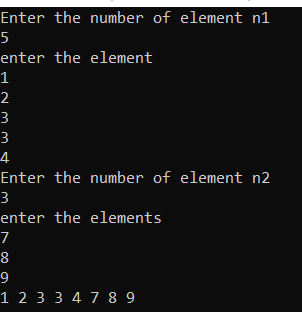 Enter the number of element n1
5
enter the element
1
2
3
3
4
Enter the number of element n2
3
enter the elements
7
8
9
1 2 3 3 4 7 8 9